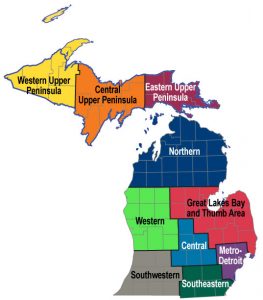 Western Upper
Peninsula
Central
Upper Peninsula
Eastern Upper
Peninsula
Northern
Western
Great Lakes Bay
and Thumb Area
Central
Metro-
Detroit
Southwestern
Southeastern